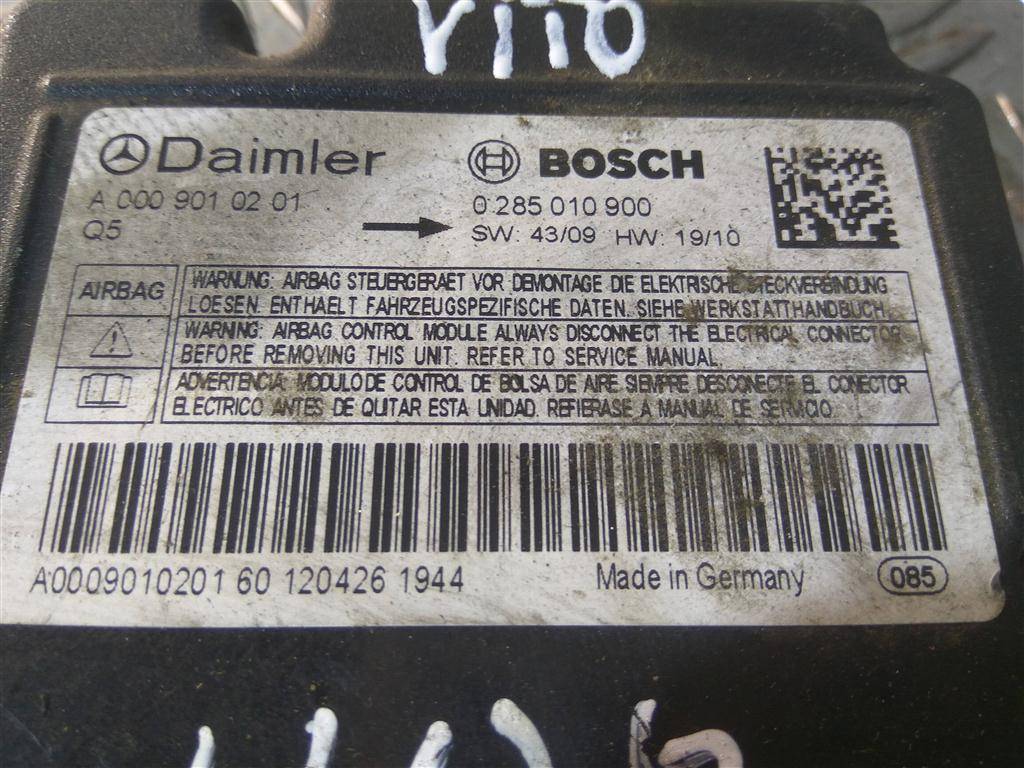 VITO
Daimler
BOSCH
A 000 901 02 01
0 285 010 900
Q5
SW: 43/09 HW: 19/10
AIRBAG
WARNUNG: AIRBAG STEUERGERAET VOR DEMONTAGE DIE ELEKTRISCHE STECKVERBINDUNG
LOESEN. ENTHAELT FAHRZEUGSPEZIFISCHE DATEN. SIEHE WERKSTATTHANDBUCH.
WARNING: AIRBAG CONTROL MODULE ALWAYS DISCONNECT THE ELECTRICAL CONNECTOR
BEFORE REMOVING THIS UNIT. REFER TO SERVICE MANUAL.
ADVERTENCIA: MODULO DE CONTROL DE BOLSA DE AIRE SIEMPRE DESCONECTE EL CONECTOR
ELECTRICO ANTES DE QUITAR ESTA UNIDAD. REFIERASE A MANUAL DE SERVICIO.
A0009010201 60 120426 1944
Made in Germany
085